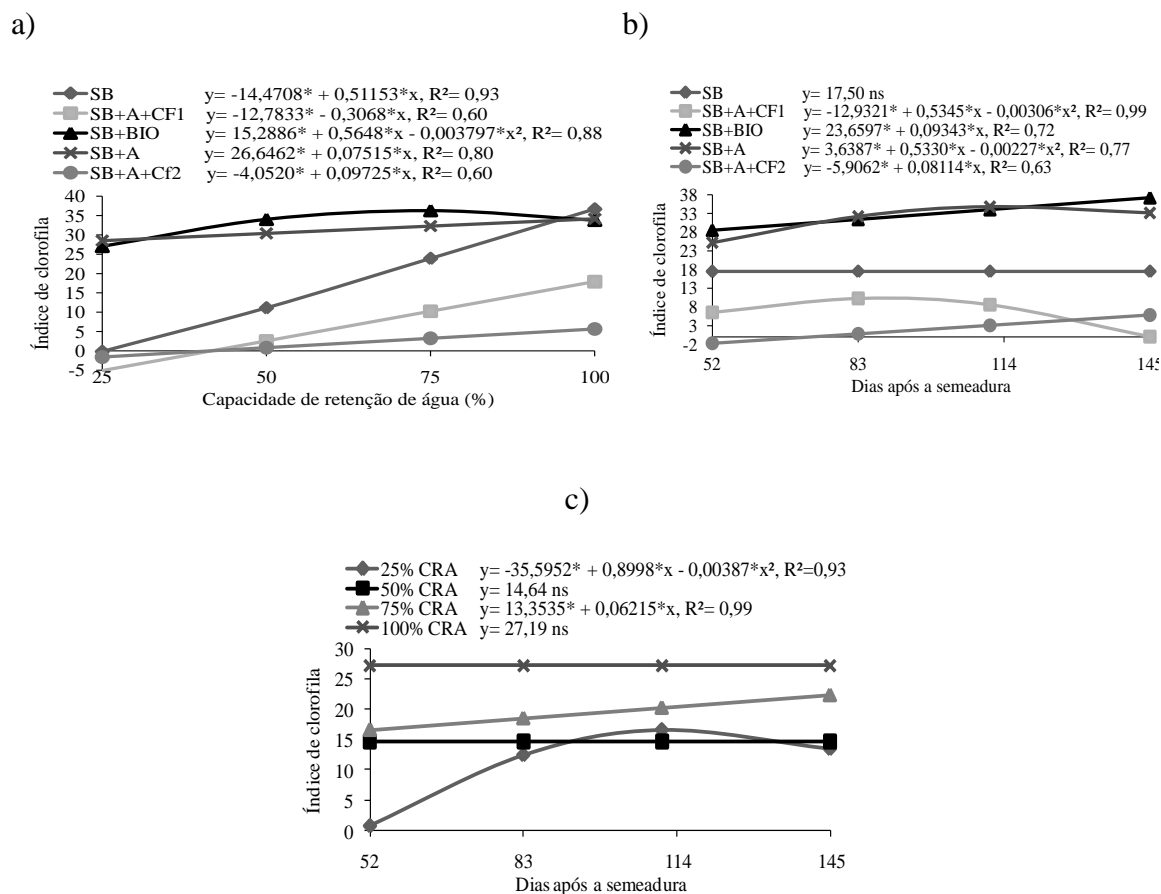 a)
SB y= -14,4708* + 0,51153*x, R²= 0,93
SB+A+CF1 y= -12,7833* - 0,3068*x, R²= 0,60
SB+BIO y= 15,2886* + 0,5648*x - 0,003797*x², R²= 0,88
SB+A y= 26,6462* + 0,07515*x, R²= 0,80
SB+A+Cf2 y= -4,0520* + 0,09725*x, R²= 0,60
Índice de clorofila
40
35
30
25
20
15
10
5
0
-5
25 50 75 100
Capacidade de retenção de água (%)
b)
SB y= 17,50 ns
SB+A+CF1 y= -12,9321* + 0,5345*x - 0,00306*x², R²= 0,99
SB+BIO y= 23,6597* + 0,09343*x, R²= 0,72
SB+A y= 3,6387* + 0,5330*x - 0,00227*x², R²= 0,77
SB+A+CF2 y= -5,9062* + 0,08114*x, R²= 0,63
Índice de clorofila
38
33
28
23
18
13
8
3
-2
52 83 114 145
Dias após a semeadura
c)
25% CRA y= -35,5952* + 0,8998*x - 0,00387*x², R²=0,93
50% CRA y= 14,64 ns
75% CRA y= 13,3535* + 0,06215*x, R²= 0,99
100% CRA y= 27,19 ns
Índice de clorofila
30
25
20
15
10
5
0
52 83 114 145
Dias após a semeadura